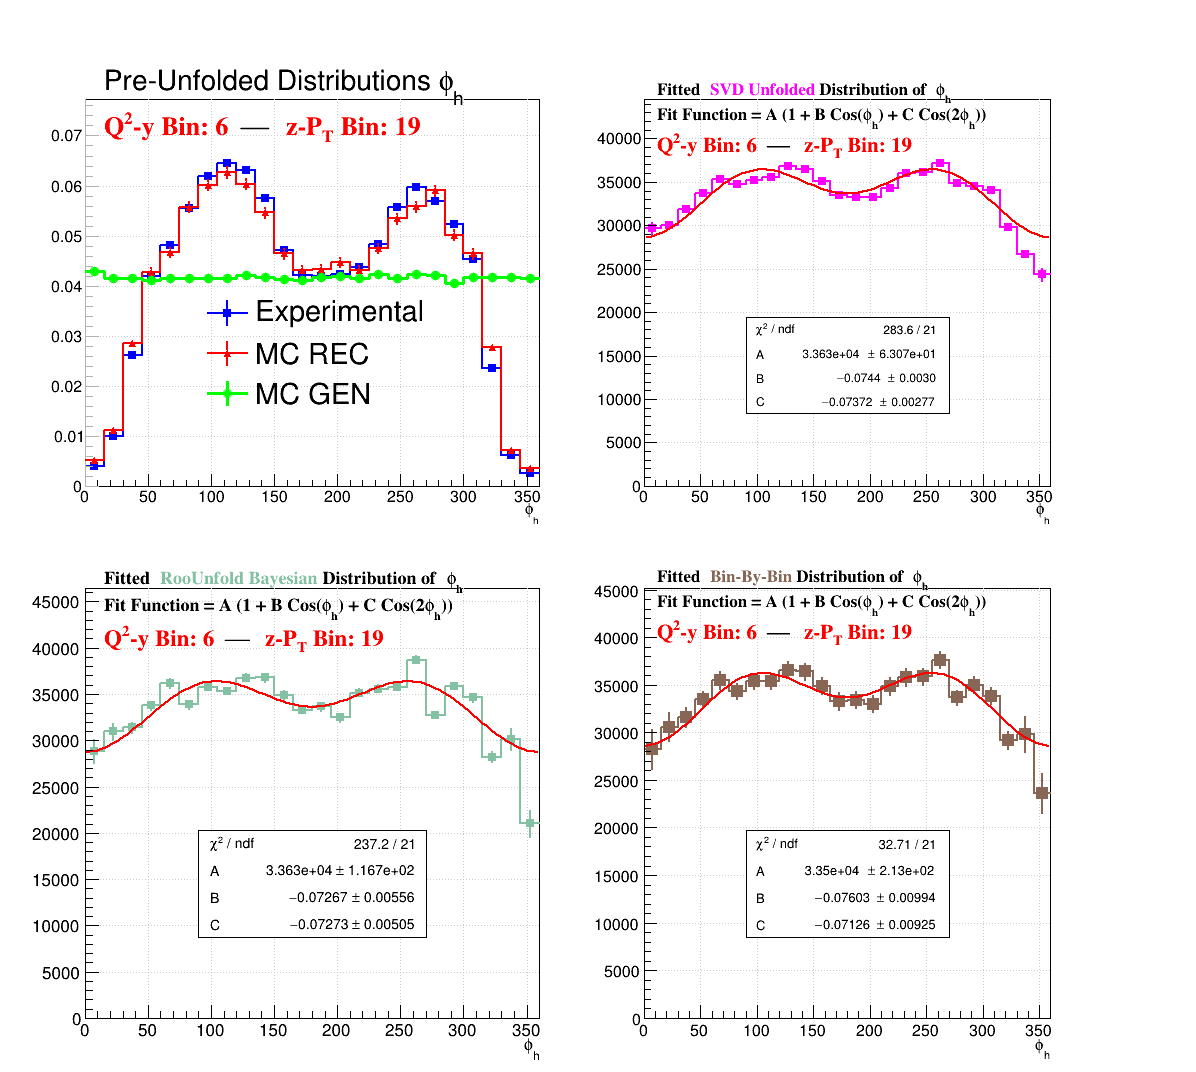 Pre-Unfolded Distributions ϕh
Q²-y Bin: 6 — z-PT Bin: 19
0.07
0.06
0.05
0.04
0.03
0.02
0.01
0
Experimental
MC REC
MC GEN
0 50 100 150 200 250 300 350
ϕh
Fitted SVD Unfolded Distribution of ϕh
Fit Function = A (1 + B Cos(ϕh) + C Cos(2ϕh))
Q²-y Bin: 6 — z-PT Bin: 19
40000
35000
30000
25000
20000
15000
10000
5000
0
χ² / ndf 283.6 / 21
A 3.363e+04 ± 6.307e+01
B −0.0744 ± 0.0030
C −0.07372 ± 0.00277
0 50 100 150 200 250 300 350
ϕh
Fitted RooUnfold Bayesian Distribution of ϕh
Fit Function = A (1 + B Cos(ϕh) + C Cos(2ϕh))
Q²-y Bin: 6 — z-PT Bin: 19
45000
40000
35000
30000
25000
20000
15000
10000
5000
0
χ² / ndf 237.2 / 21
A 3.363e+04 ± 1.167e+02
B −0.07267 ± 0.00556
C −0.07273 ± 0.00505
0 50 100 150 200 250 300 350
ϕh
Fitted Bin-By-Bin Distribution of ϕh
Fit Function = A (1 + B Cos(ϕh) + C Cos(2ϕh))
Q²-y Bin: 6 — z-PT Bin: 19
45000
40000
35000
30000
25000
20000
15000
10000
5000
0
χ² / ndf 32.71 / 21
A 3.35e+04 ± 2.13e+02
B −0.07603 ± 0.00994
C −0.07126 ± 0.00925
0 50 100 150 200 250 300 350
ϕh